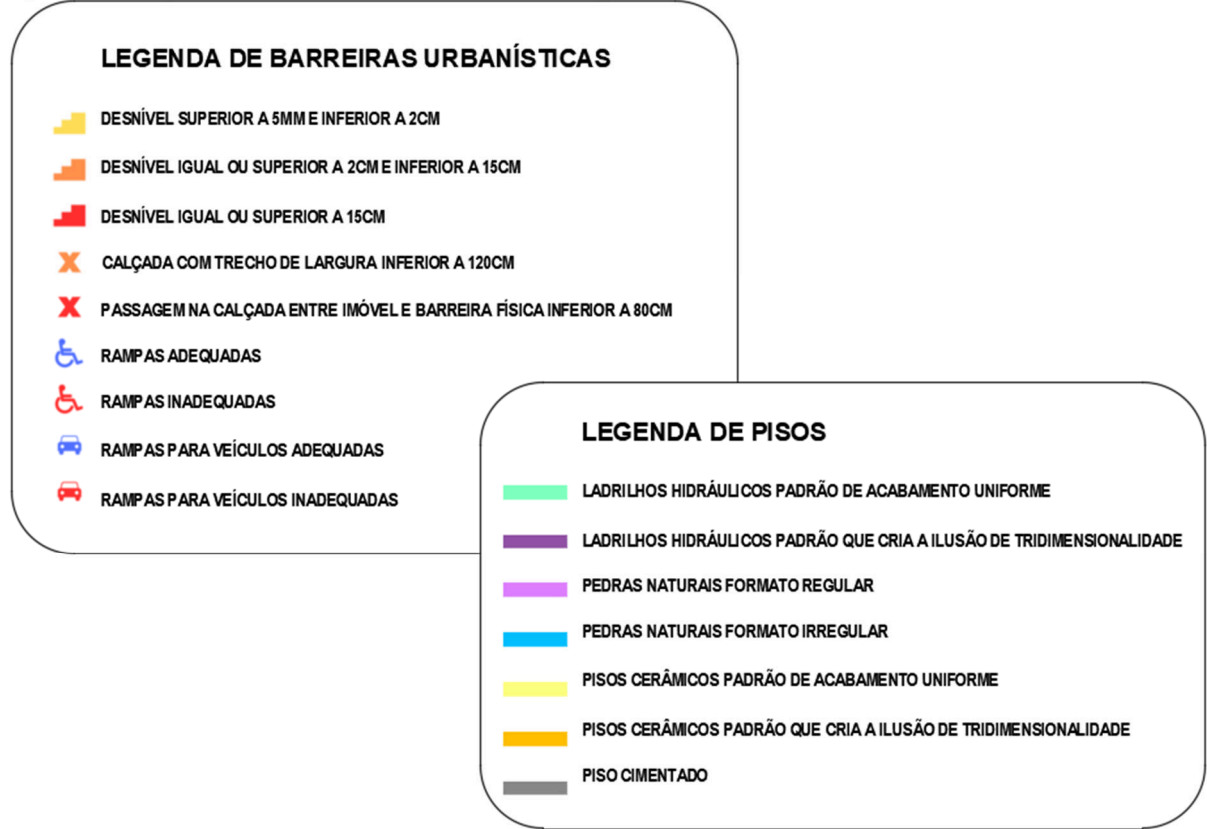 LEGENDA DE BARREIRAS URBANÍSTICAS
DESNÍVEL SUPERIOR A 5MM E INFERIOR A 2CM
DESNÍVEL IGUAL OU SUPERIOR A 2CM E INFERIOR A 15CM
DESNÍVEL IGUAL OU SUPERIOR A 15CM
CALÇADA COM TRECHO DE LARGURA INFERIOR A 120CM
PASSAGEM NA CALÇADA ENTRE IMÓVEL E BARREIRA FÍSICA INFERIOR A 80CM
RAMPAS ADEQUADAS
RAMPAS INADEQUADAS
RAMPAS PARA VEÍCULOS ADEQUADAS
RAMPAS PARA VEÍCULOS INADEQUADAS
LEGENDA DE PISOS
LADRILHOS HIDRÁULICOS PADRÃO DE ACABAMENTO UNIFORME
LADRILHOS HIDRÁULICOS PADRÃO QUE CRIA A ILUSÃO DE TRIDIMENSIONALIDADE
PEDRAS NATURAIS FORMATO REGULAR
PEDRAS NATURAIS FORMATO IRREGULAR
PISOS CERÂMICOS PADRÃO DE ACABAMENTO UNIFORME
PISOS CERÂMICOS PADRÃO QUE CRIA A ILUSÃO DE TRIDIMENSIONALIDADE
PISO CIMENTADO